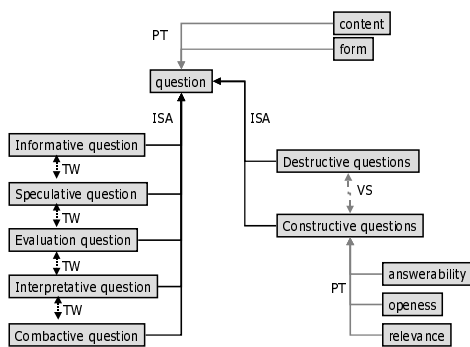 content
PT
form
question
ISA
ISA
Informative question
TW
Destructive questions
Speculative question
VS
TW
Constructive questions
Evaluation question
TW
answerability
Interpretative question
PT
openess
TW
Combactive question
relevance